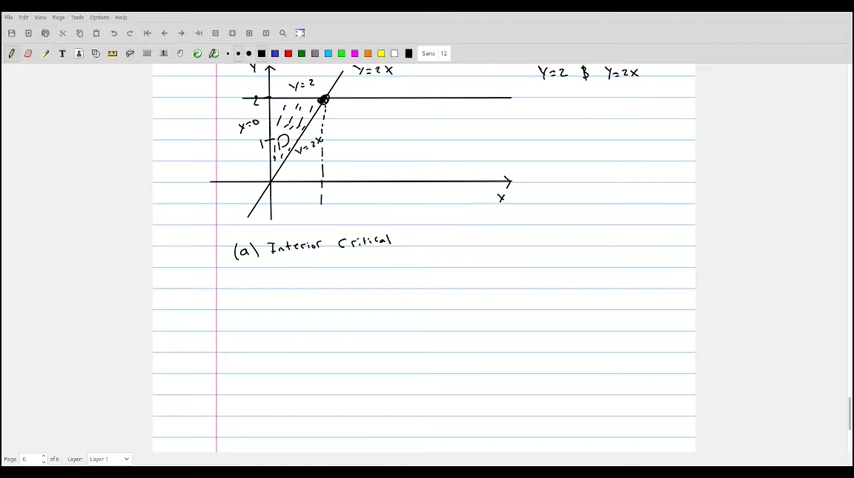 File Edit View Page Tools Options Help
Sans 12
Y
Y=2
Y=2X
Y=2 & Y=2X
2
X=0
1
D
Y=2X
X
(a) Interior Critical
Page 6 of 6 Layer: Layer 1